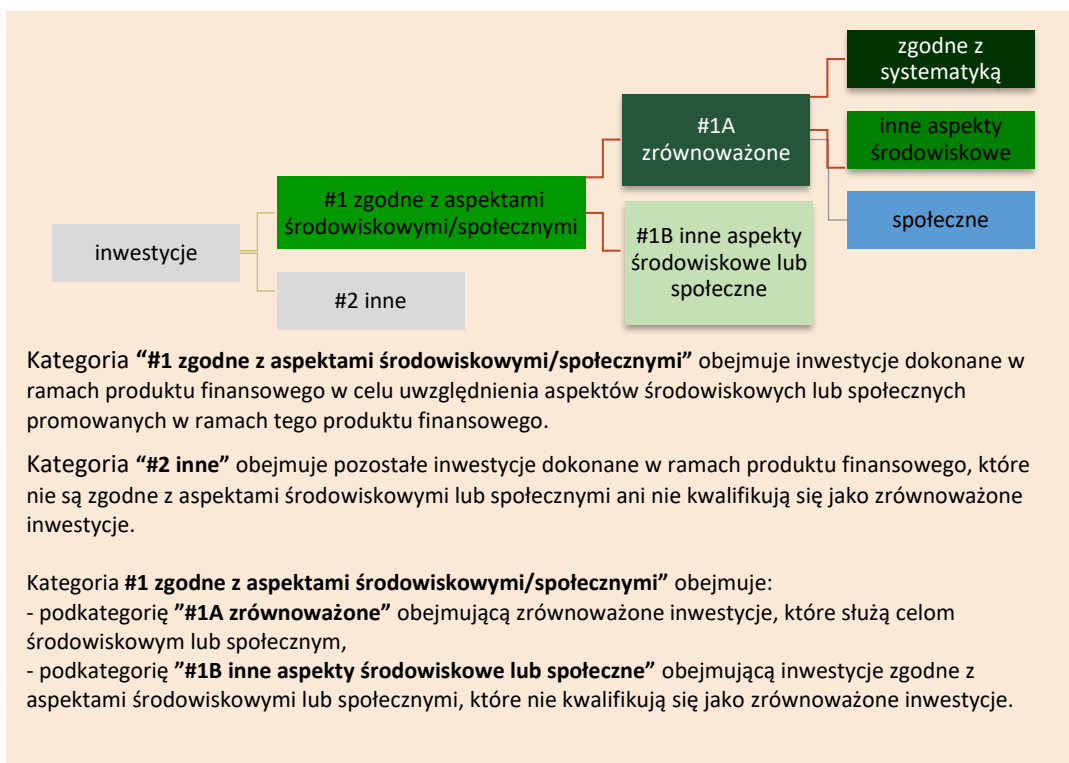 zgodne z
systematyką
#1A
zrównoważone
inne aspekty
środowiskowe
#1 zgodne z aspektami
środowiskowymi/społecznymi
społeczne
#1B inne aspekty
środowiskowe lub
społeczne
inwestycje
#2 inne
Kategoria “#1 zgodne z aspektami środowiskowymi/społecznymi” obejmuje inwestycje dokonane w
ramach produktu finansowego w celu uwzględnienia aspektów środowiskowych lub społecznych
promowanych w ramach tego produktu finansowego.
Kategoria “#2 inne” obejmuje pozostałe inwestycje dokonane w ramach produktu finansowego, które
nie są zgodne z aspektami środowiskowymi lub społecznymi ani nie kwalifikują się jako zrównoważone
inwestycje.
Kategoria #1 zgodne z aspektami środowiskowymi/społecznymi” obejmuje:
- podkategorię ”#1A zrównoważone” obejmującą zrównoważone inwestycje, które służą celom
środowiskowym lub społecznym,
- podkategorię ”#1B inne aspekty środowiskowe lub społeczne” obejmującą inwestycje zgodne z
aspektami środowiskowymi lub społecznymi, które nie kwalifikują się jako zrównoważone inwestycje.